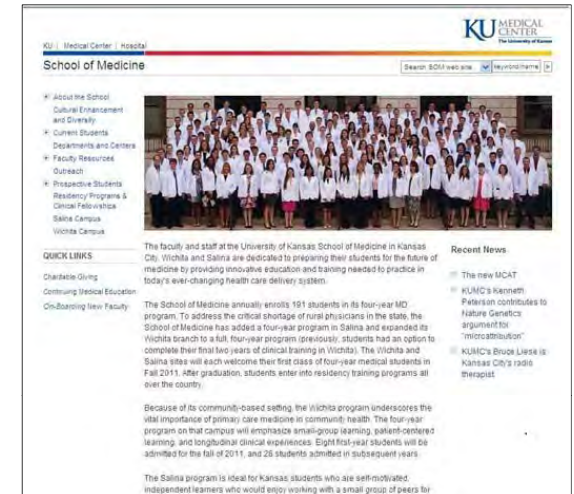 KU MEDICAL
CENTER
The University of Kansas
KU | Medical Center | Hospital
School of Medicine
Search SOM web site
keyword/name
About the School
Cultural Enhancement
and Diversity
Current Students
Departments and Centers
Faculty Resources
Outreach
Prospective Students
Residency Programs &
Clinical Fellowships
Salina Campus
Wichita Campus
QUICK LINKS
Charitable Giving
Continuing Medical Education
On-Boarding New Faculty
The faculty and staff at the University of Kansas School of Medicine in Kansas
City, Wichita and Salina are dedicated to preparing their students for the future of
medicine by providing innovative education and training needed to practice in
today's ever-changing health care delivery system.
The School of Medicine annually enrolls 191 students in its four-year MD
program. To address the critical shortage of rural physicians in the state, the
School of Medicine has added a four-year program in Salina and expanded its
Wichita branch to a full, four-year program (previously, students had an option to
complete their final two years of clinical training in Wichita). The Wichita and
Salina sites will each welcome their first class of four-year medical students in
Fall 2011. After graduation, students enter into residency training programs all
over the country.
Because of its community-based setting, the Wichita program underscores the
vital importance of primary care medicine in community health. The four-year
program on that campus will emphasize small-group learning, patient-centered
learning, and longitudinal clinical experiences. Eight first-year students will be
admitted for the fall of 2011, and 28 students admitted in subsequent years.
The Salina program is ideal for Kansas students who are self-motivated,
independent learners who would enjoy working with a small group of peers for
Recent News
The new MCAT
KUMC's Kenneth
Peterson contributes to
Nature Genetics
argument for
"microattribution"
KUMC's Bruce Liese is
Kansas City's radio
therapist